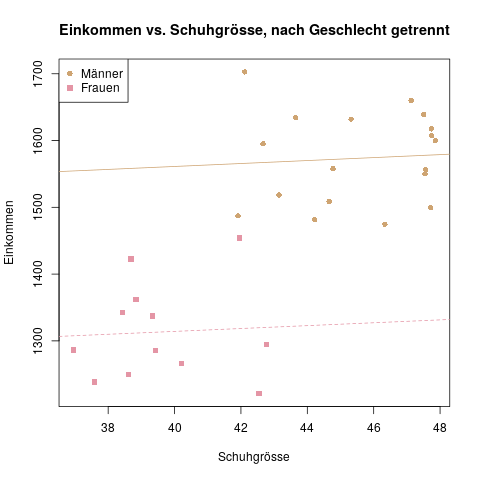 Einkommen vs. Schuhgrösse, nach Geschlecht getrennt
Männer
Frauen
1700
1600
1500
1400
1300
Einkommen
38 40 42 44 46 48
Schuhgrösse